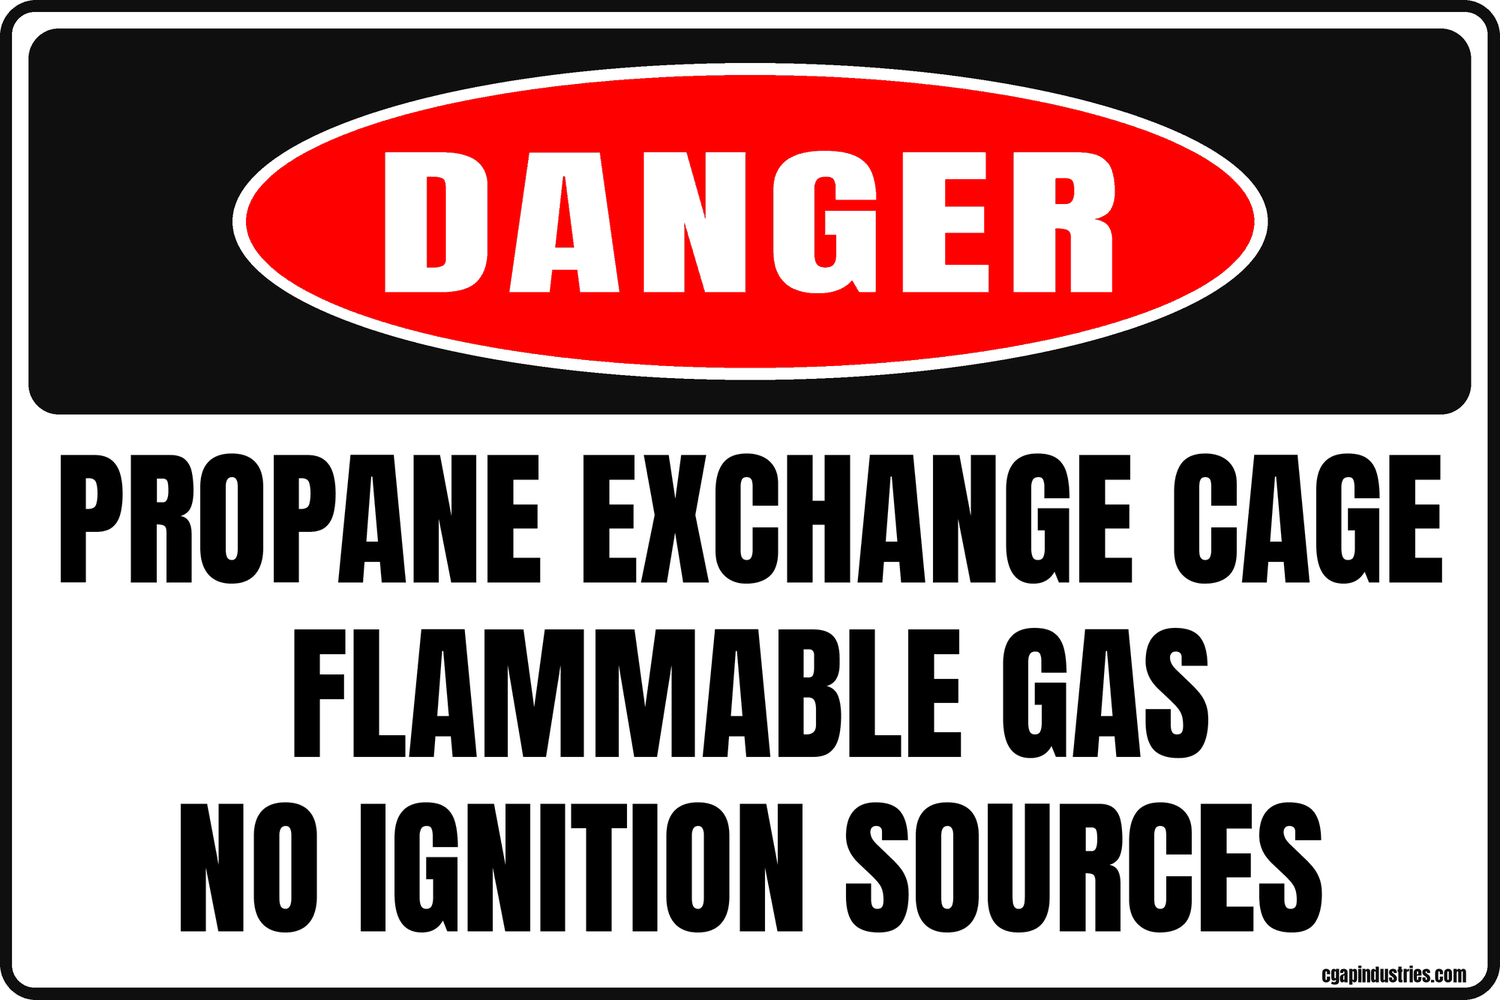 DANGER
PROPANE EXCHANGE CAGE
FLAMMABLE GAS
NO IGNITION SOURCES
cgapindustries.com